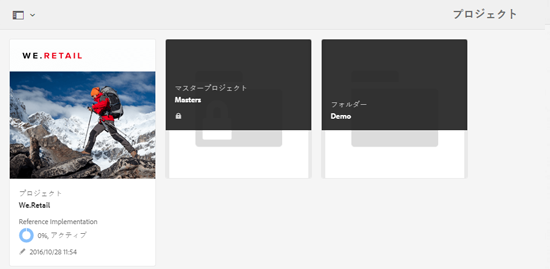 プロジェクト
WE.RETAIL
プロジェクト
We.Retail
Reference Implementation
0%, アクティブ
2016/10/28 11:54
マスタープロジェクト
Masters
フォルダー
Demo